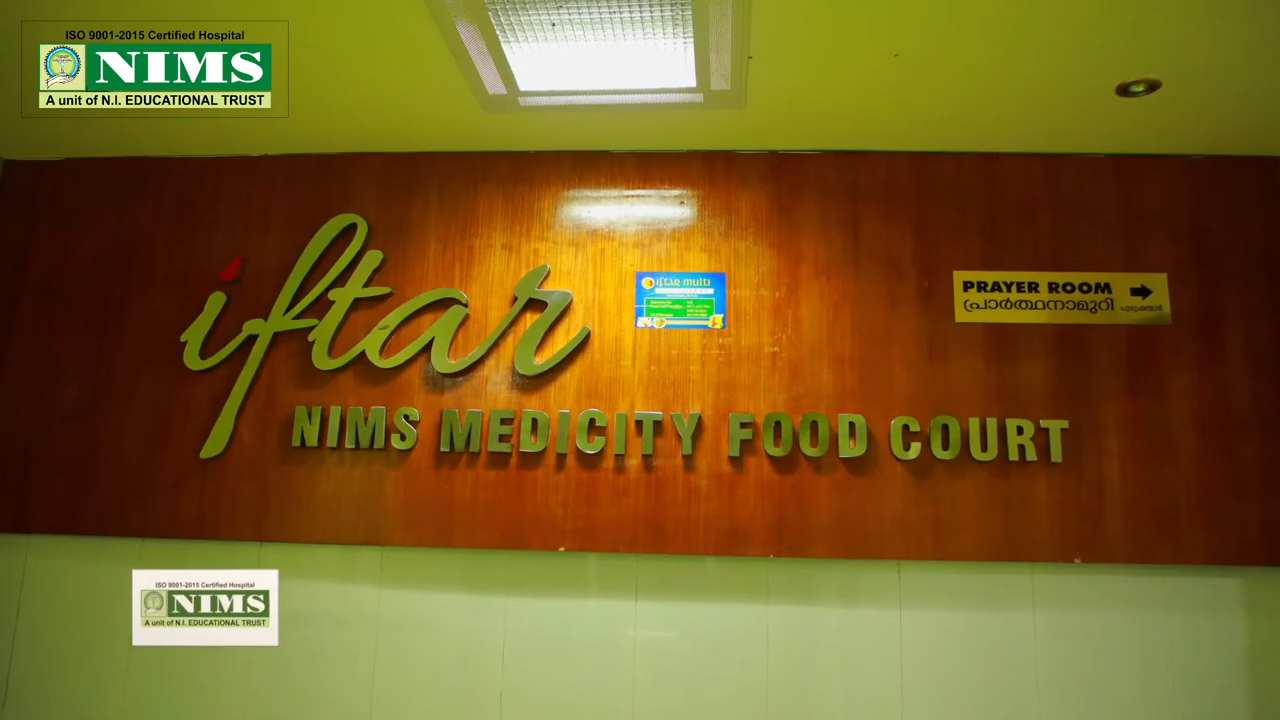 ISO 9001-2015 Certified Hospital
NIMS
A unit of N.I. EDUCATIONAL TRUST
iftar
NIMS MEDICITY FOOD COURT
iftar multi
PRAYER ROOM
പ്രാർത്ഥനാമുറി പുരുഷന്മാർ
ISO 9001-2015 Certified Hospital
NIMS
A unit of N.I. EDUCATIONAL TRUST